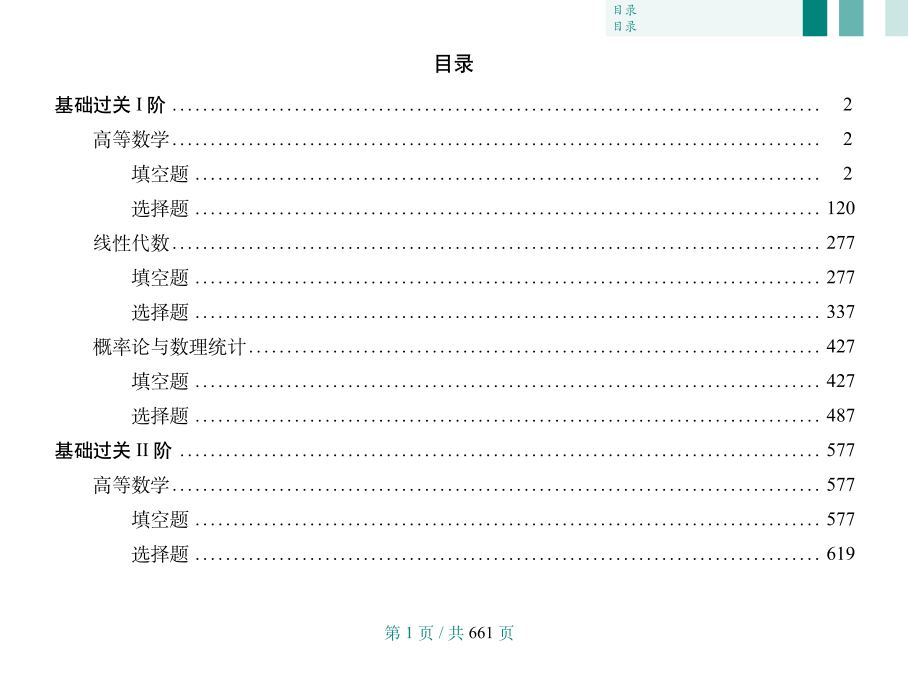 目录
目录
目录
基础过关 I 阶 ........ 2
高等数学 ........ 2
填空题 ........ 2
选择题 ........ 120
线性代数 ........ 277
填空题 ........ 277
选择题 ........ 337
概率论与数理统计 ........ 427
填空题 ........ 427
选择题 ........ 487
基础过关 II 阶 ........ 577
高等数学 ........ 577
填空题 ........ 577
选择题 ........ 619
第 1 页 / 共 661 页